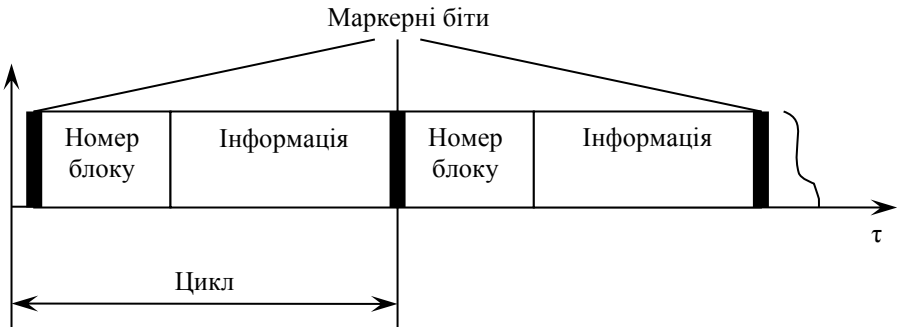 Маркерні біти
Номер
блоку
Інформація
Номер
блоку
Інформація
τ
Цикл